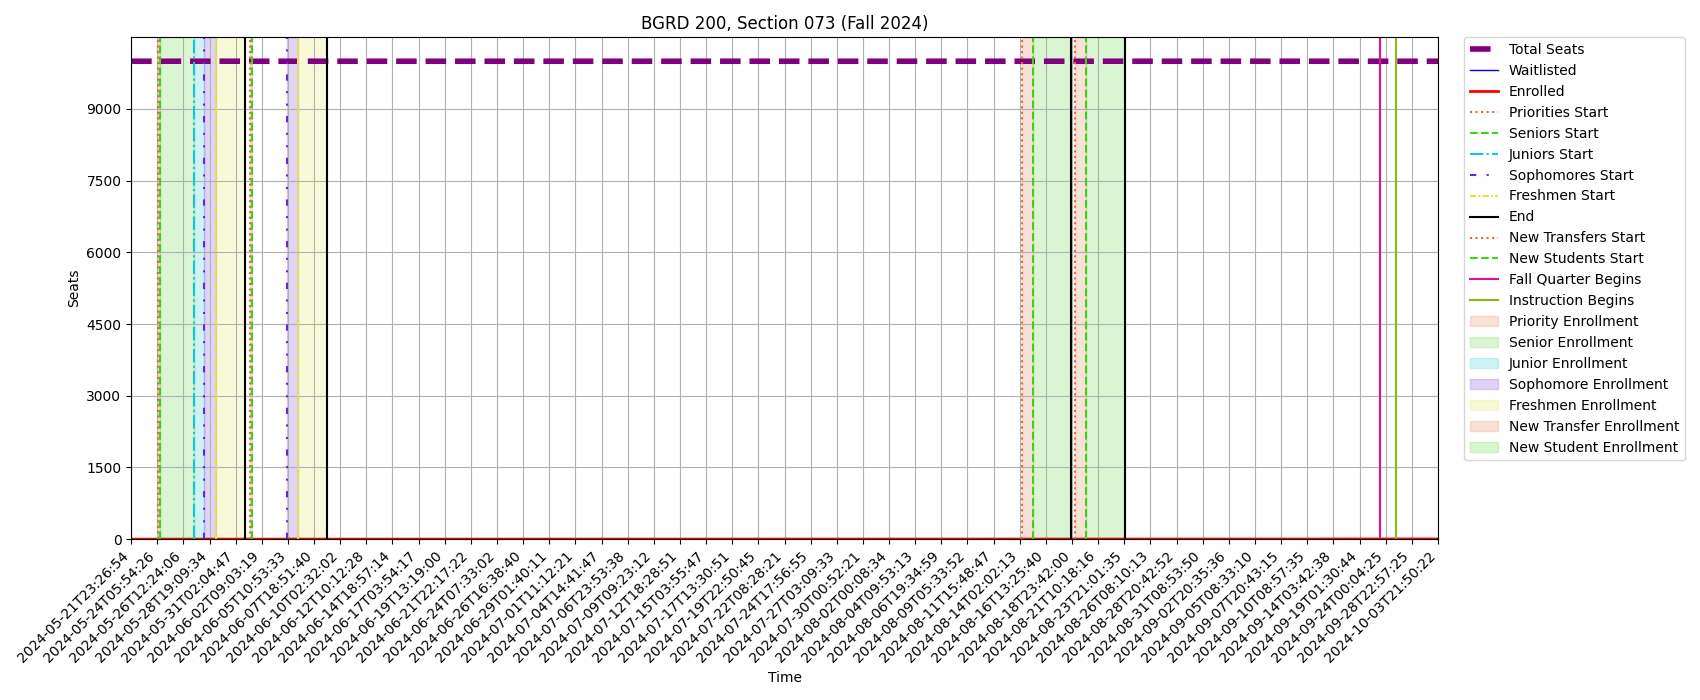 BGRD 200, Section 073 (Fall 2024)
Seats
9000
7500
6000
4500
3000
1500
0
2024-05-21T23:26:54
2024-05-24T05:54:26
2024-05-26T12:24:06
2024-05-28T19:09:34
2024-05-31T02:04:47
2024-06-02T09:03:19
2024-06-05T10:53:33
2024-06-07T18:51:40
2024-06-10T02:32:02
2024-06-12T10:12:28
2024-06-14T18:57:14
2024-06-17T03:54:17
2024-06-19T13:19:00
2024-06-21T22:17:22
2024-06-24T07:33:02
2024-06-26T16:38:40
2024-06-29T01:40:11
2024-07-01T11:12:21
2024-07-04T14:41:47
2024-07-06T23:53:38
2024-07-09T09:23:12
2024-07-12T18:28:51
2024-07-15T03:55:47
2024-07-17T13:30:51
2024-07-19T22:50:45
2024-07-22T08:28:21
2024-07-24T17:56:55
2024-07-27T03:09:33
2024-07-30T00:52:21
2024-08-02T00:08:34
2024-08-04T09:53:13
2024-08-06T19:34:59
2024-08-09T05:33:52
2024-08-11T15:48:47
2024-08-14T02:02:13
2024-08-16T13:25:40
2024-08-18T23:42:00
2024-08-21T10:18:16
2024-08-23T21:01:35
2024-08-26T08:10:13
2024-08-28T20:42:52
2024-08-31T08:53:50
2024-09-02T20:35:36
2024-09-05T08:33:10
2024-09-07T20:43:15
2024-09-10T08:57:35
2024-09-14T03:42:38
2024-09-19T01:30:44
2024-09-24T00:04:25
2024-09-28T22:57:25
2024-10-03T21:50:22
Time
Total Seats
Waitlisted
Enrolled
Priorities Start
Seniors Start
Juniors Start
Sophomores Start
Freshmen Start
End
New Transfers Start
New Students Start
Fall Quarter Begins
Instruction Begins
Priority Enrollment
Senior Enrollment
Junior Enrollment
Sophomore Enrollment
Freshmen Enrollment
New Transfer Enrollment
New Student Enrollment